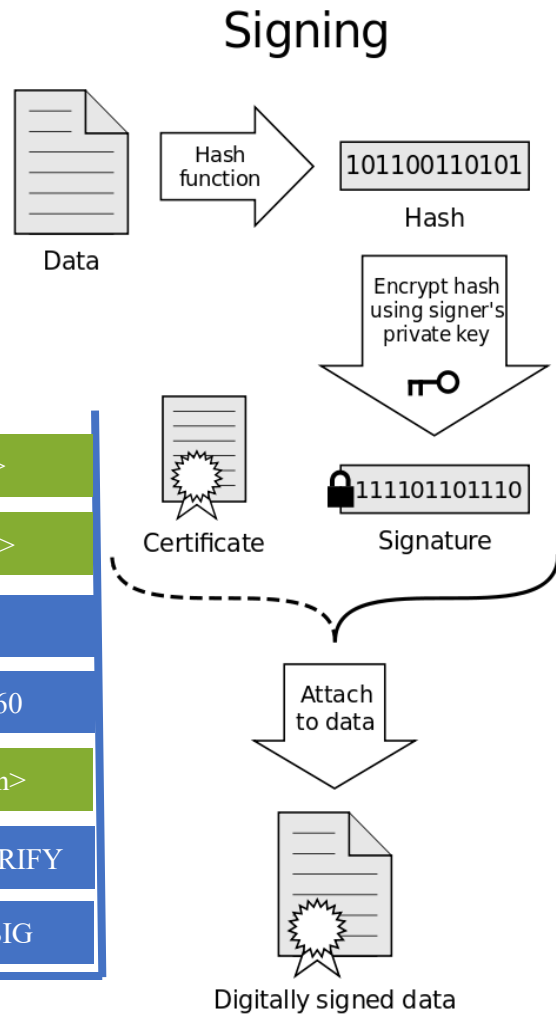 Signing
Hash
function
101100110101
Hash
Data
Encrypt hash
using signer's
private key
111101101110
Certificate
Signature
>
>
60
n>
RIFY
SIG
Attach
to data
Digitally signed data